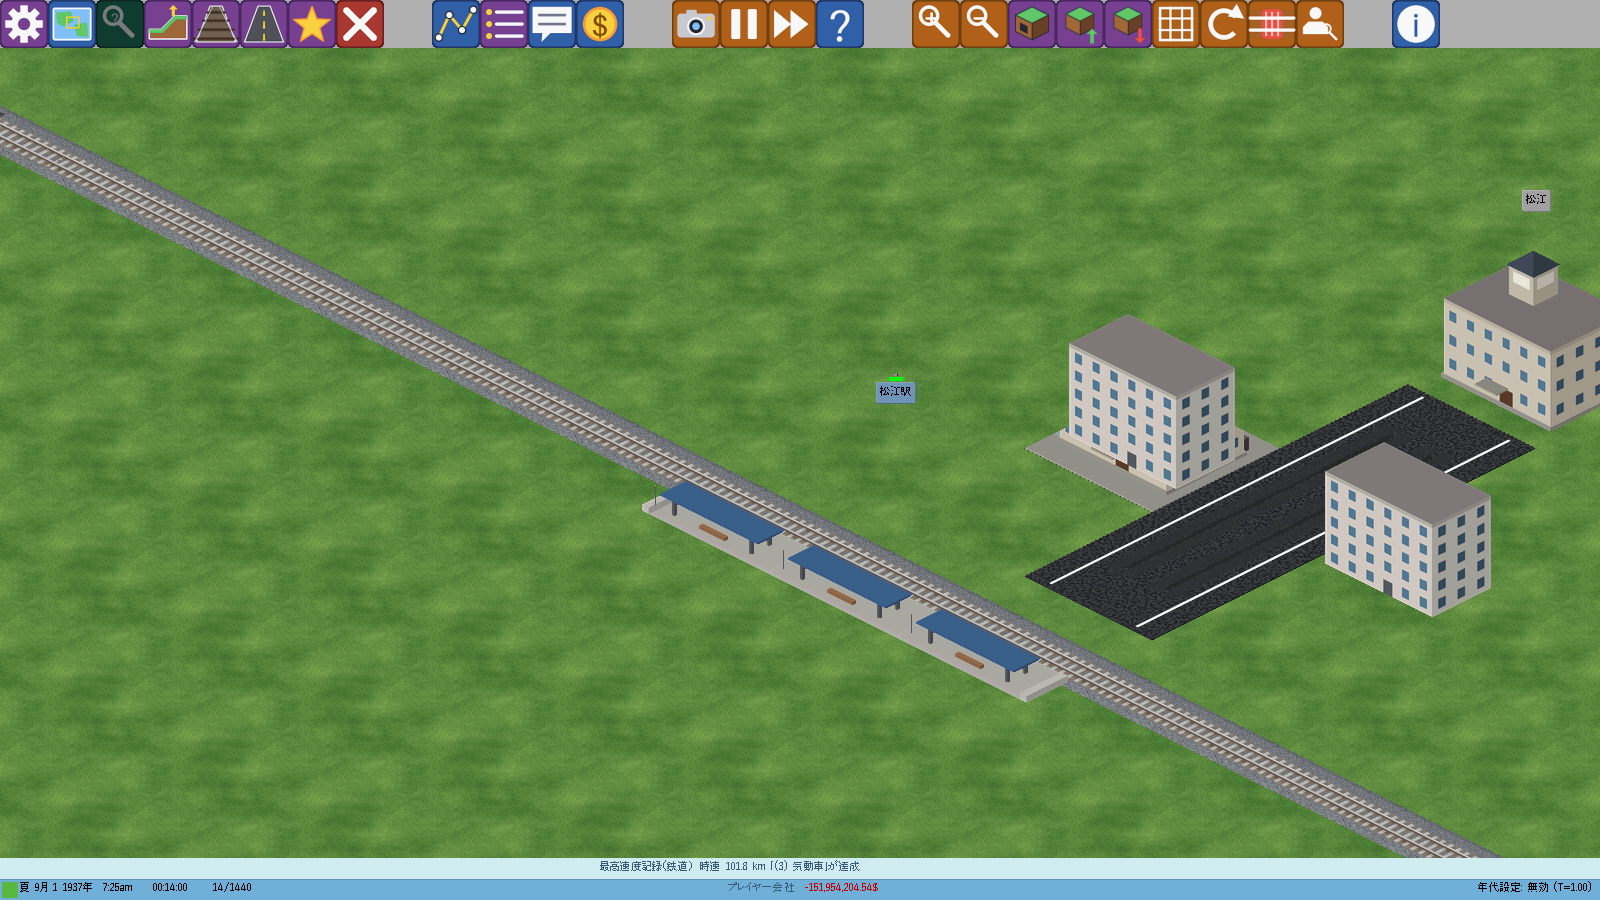 松江
松江駅
最高速度記録(鉄道) 時速 101.8 km 「(3) 気動車」が達成
夏 9月 1 1937年 7:25am 00:14:00 14/1440
プレイヤー会社 -151,954,204.54$
年代設定: 無効 (T=1.00)